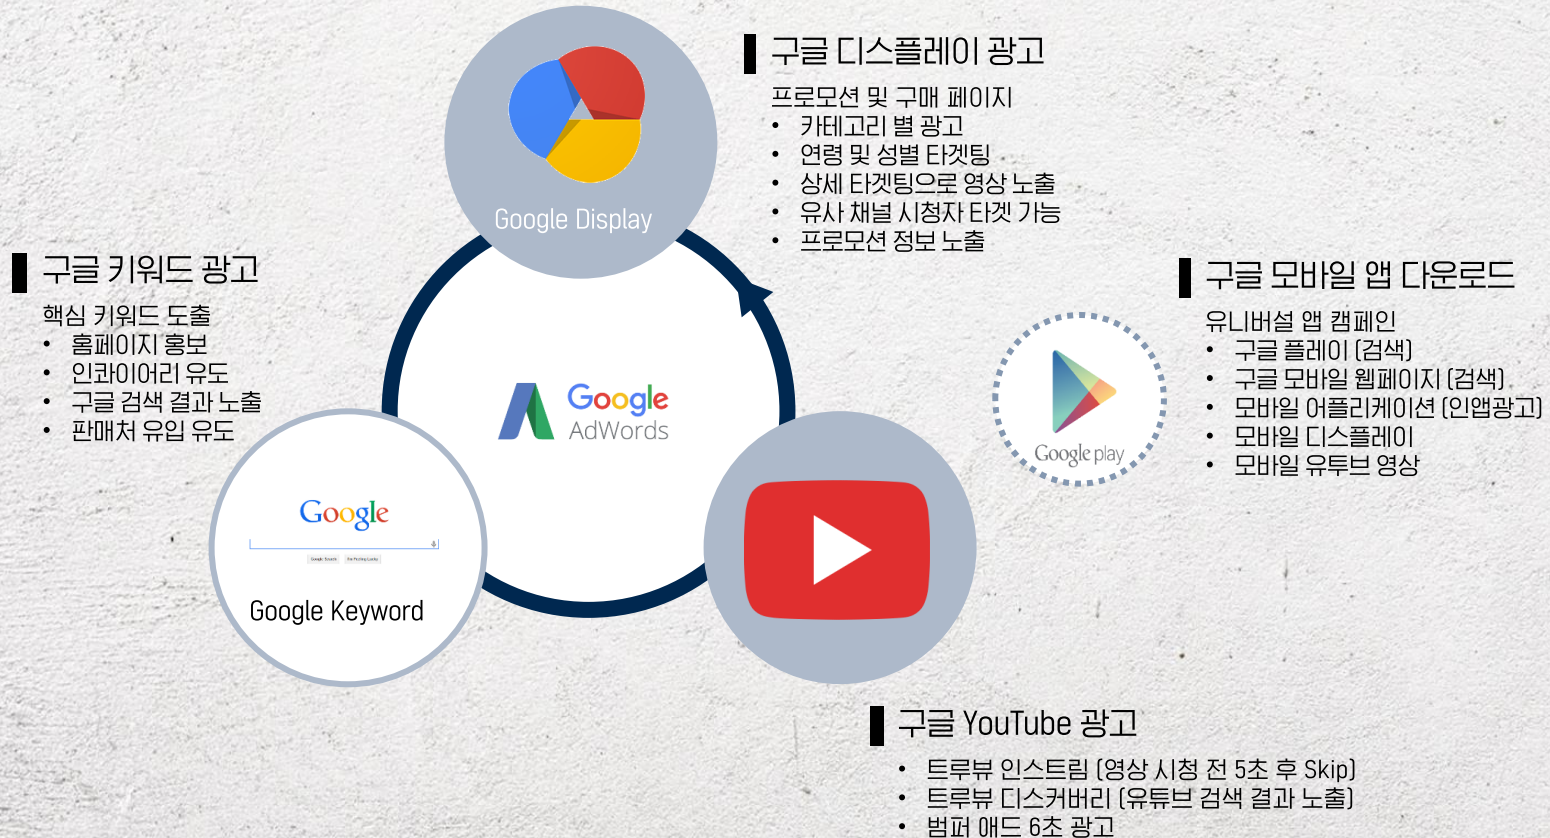 구글 디스플레이 광고
프로모션 및 구매 페이지
• 카테고리 별 광고
• 연령 및 성별 타겟팅
• 상세 타겟팅으로 영상 노출
• 유사 채널 시청자 타겟 가능
• 프로모션 정보 노출
Google Display
구글 키워드 광고
핵심 키워드 도출
• 홈페이지 홍보
• 인콰이어리 유도
• 구글 검색 결과 노출
• 판매처 유입 유도
구글 모바일 앱 다운로드
유니버설 앱 캠페인
• 구글 플레이 (검색)
• 구글 모바일 웹페이지 (검색)
• 모바일 어플리케이션 (인앱광고)
• 모바일 디스플레이
• 모바일 유투브 영상
Google play
Google
AdWords
Google
Google Search
Google Keyword
구글 YouTube 광고
• 트루뷰 인스트림 (영상 시청 전 5초 후 Skip)
• 트루뷰 디스커버리 (유튜브 검색 결과 노출)
• 범퍼 애드 6초 광고